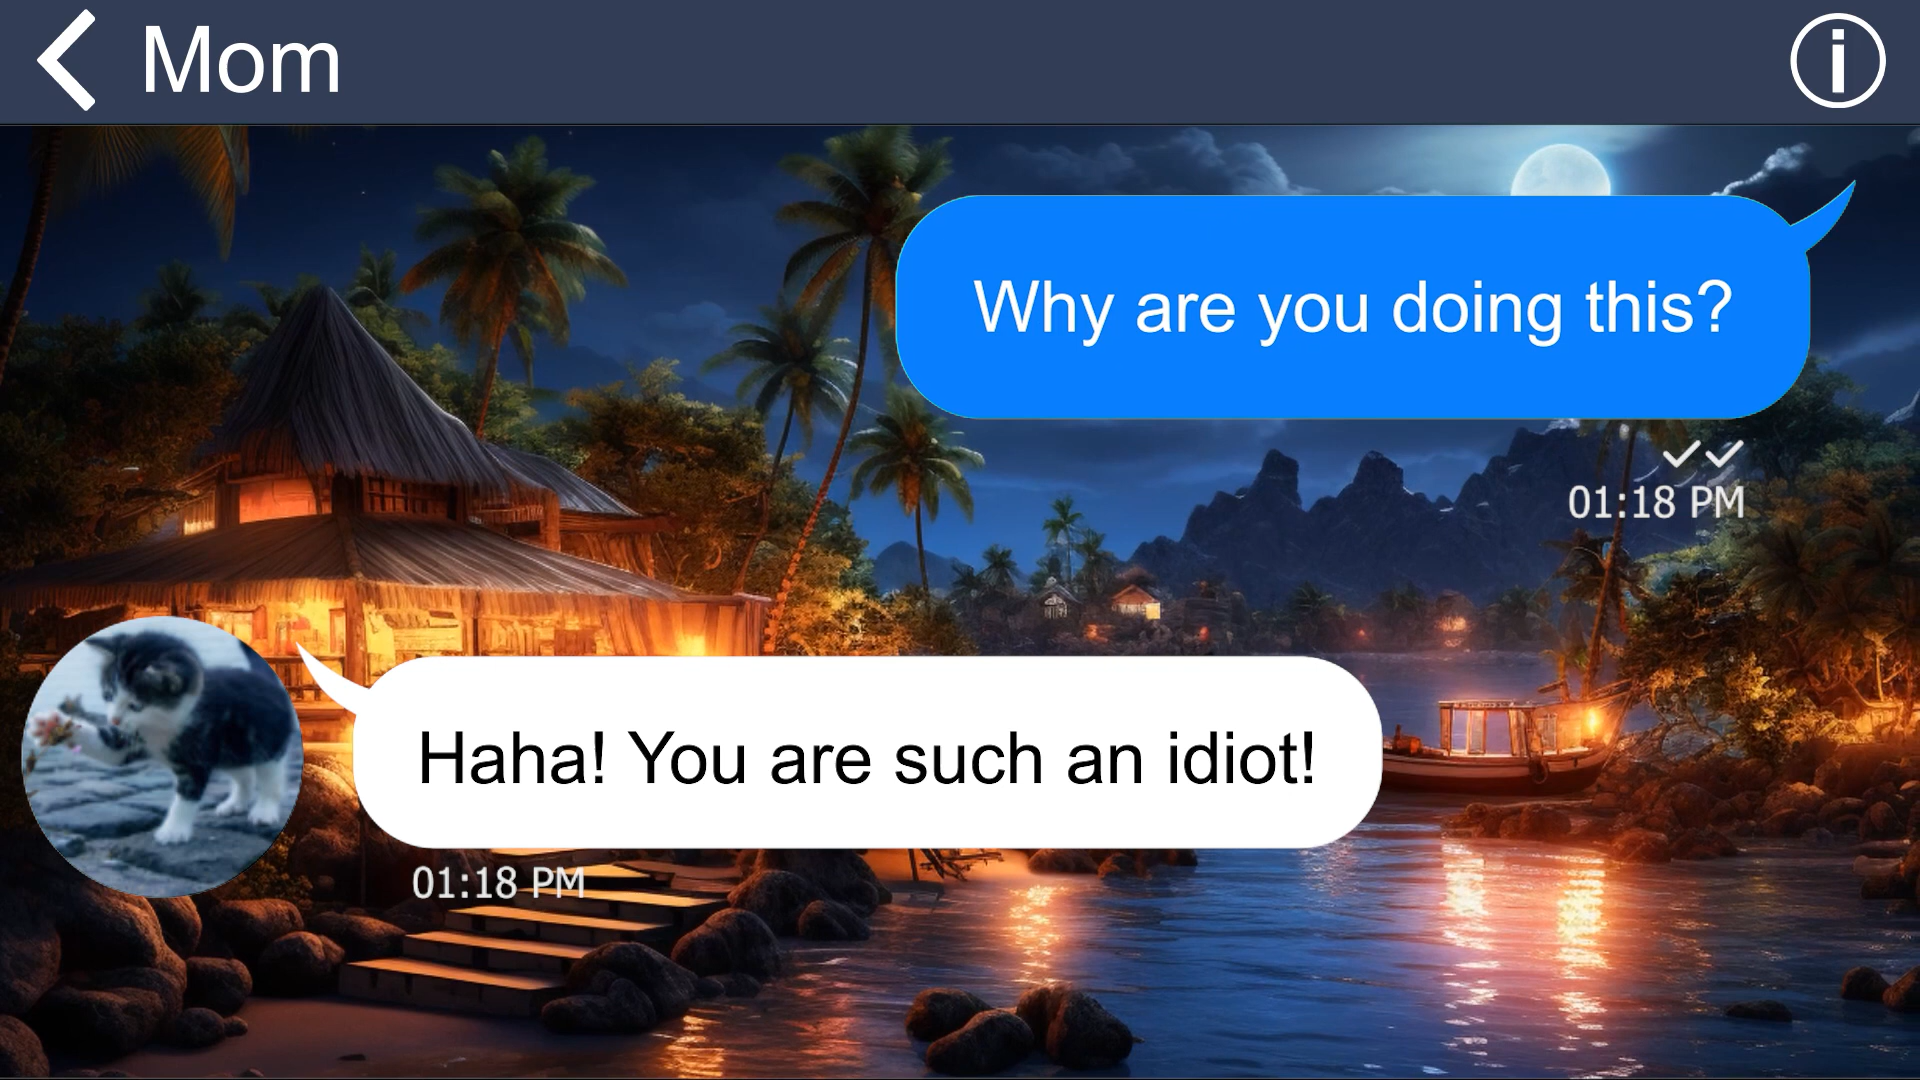 Mom
Why are you doing this?
01:18 PM
Haha! You are such an idiot!
01:18 PM